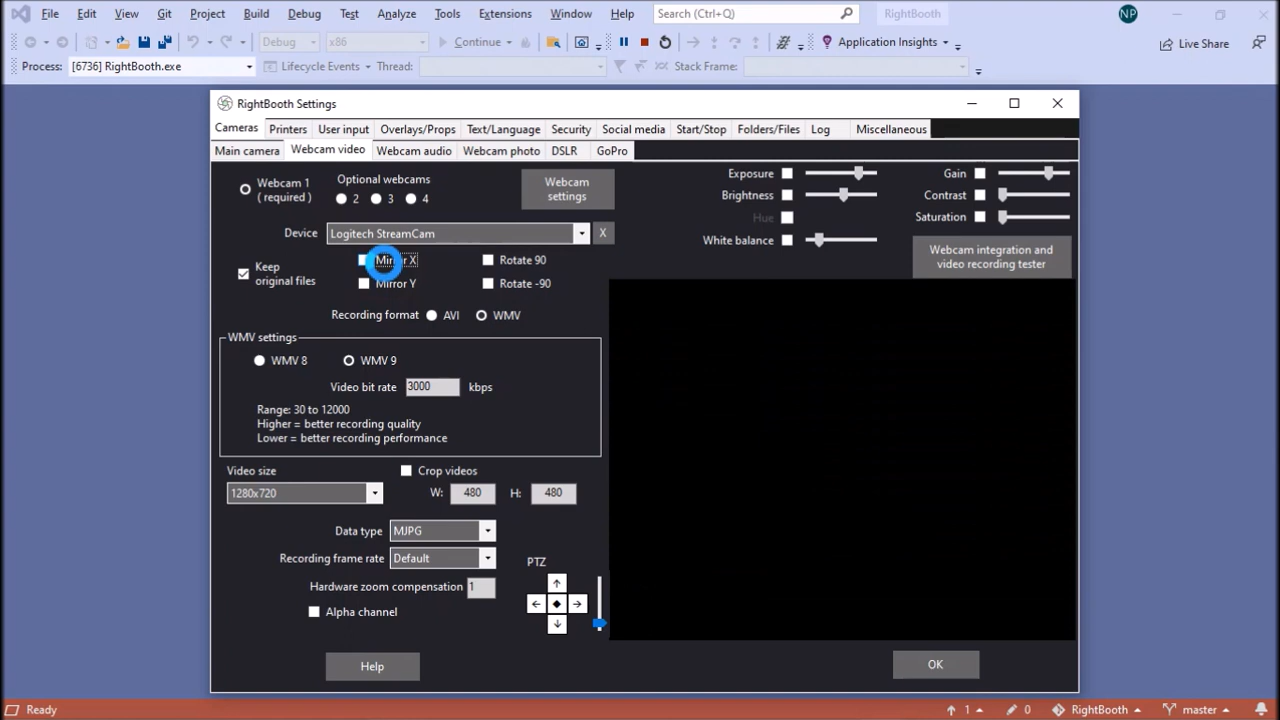 File Edit View Git Project Build Debug Test Analyze Tools Extensions Window Help Search (Ctrl+Q) RightBooth NP
Debug x86 Continue Application Insights Live Share
Process: [6736] RightBooth.exe Lifecycle Events Thread: Stack Frame:
RightBooth Settings
Cameras Printers User input Overlays/Props Text/Language Security Social media Start/Stop Folders/Files Log Miscellaneous
Main camera Webcam video Webcam audio Webcam photo DSLR GoPro
Webcam 1
( required )
Optional webcams
2 3 4
Webcam
settings
Exposure Gain
Brightness Contrast
Hue Saturation
White balance
Webcam integration and
video recording tester
Device Logitech StreamCam X
Keep
original files
Mirror X Rotate 90
Mirror Y Rotate -90
Recording format AVI WMV
WMV settings
WMV 8 WMV 9
Video bit rate 3000 kbps
Range: 30 to 12000
Higher = better recording quality
Lower = better recording performance
Video size Crop videos
1280x720 W: 480 H: 480
Data type MJPG
Recording frame rate Default PTZ
Hardware zoom compensation 1
Alpha channel
Help OK
Ready 1 0 RightBooth master